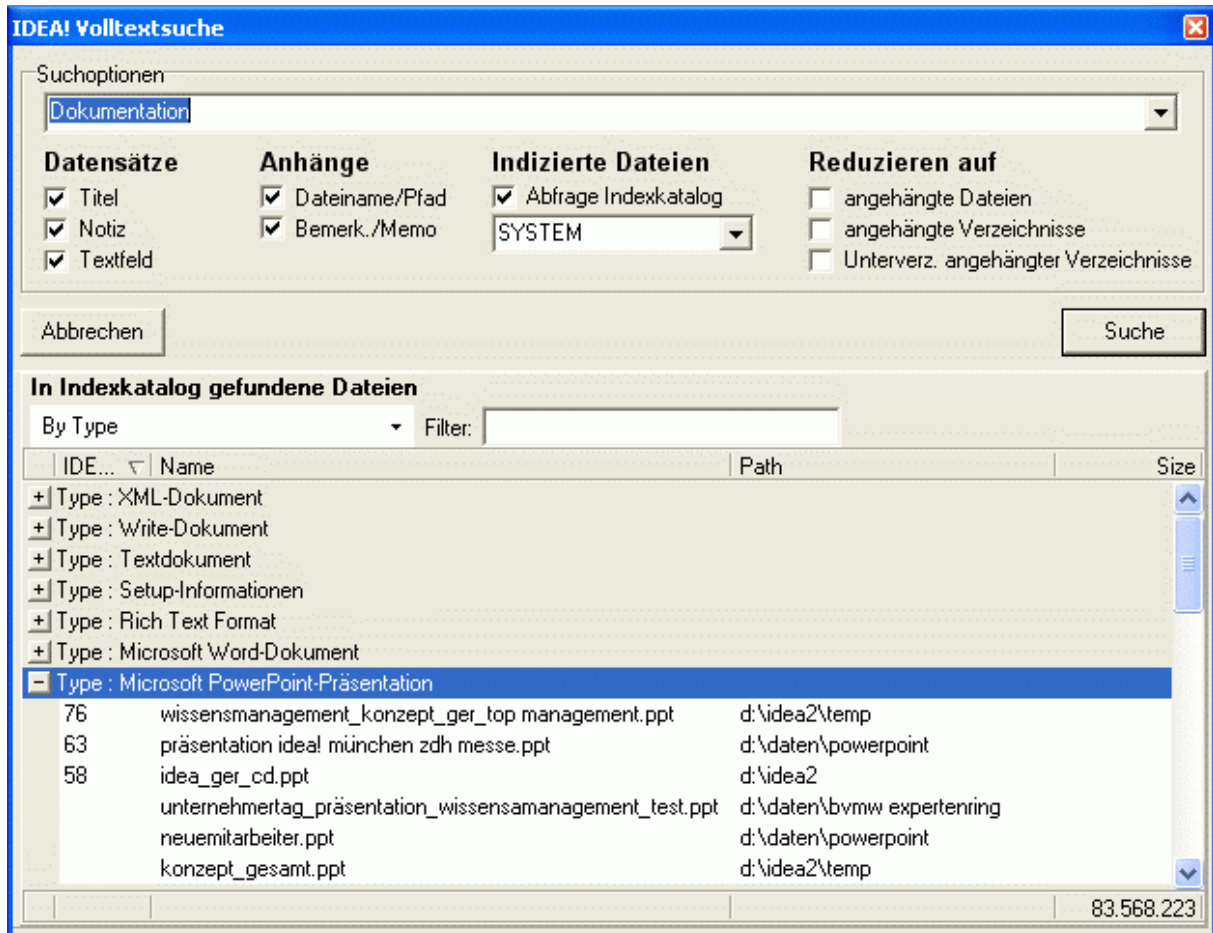 IDEA! Volltextsuche
Suchoptionen
Dokumentation
Datensätze Anhänge Indizierte Dateien Reduzieren auf
Titel Dateiname/Pfad Abfrage Indexkatalog angehängte Dateien
Notiz Bemerk./Memo SYSTEM angehängte Verzeichnisse
Textfeld Unterverz. angehängter Verzeichnisse
Abbrechen Suche
In Indexkatalog gefundene Dateien
By Type Filter:
IDE... Name Path Size
Type : XML-Dokument
Type : Write-Dokument
Type : Textdokument
Type : Setup-Informationen
Type : Rich Text Format
Type : Microsoft Word-Dokument
Type : Microsoft PowerPoint-Präsentation
76 wissensmanagement_konzept_ger_top management.ppt d:\idea2\temp
63 präsentation idea! münchen zdh messe.ppt d:\daten\powerpoint
58 idea_ger_cd.ppt d:\idea2
unternehmertag_präsentation_wissensamanagement_test.ppt d:\daten\bvmw expertenring
neuemitarbeiter.ppt d:\daten\powerpoint
konzept_gesamt.ppt d:\idea2\temp
83.568.223